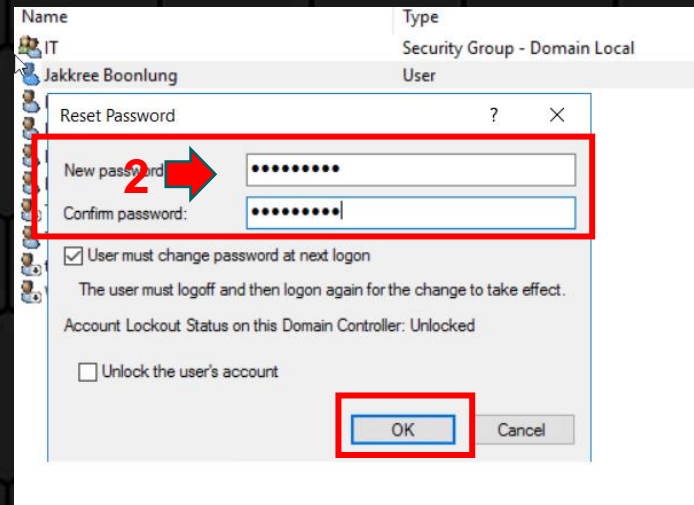 Name Type
IT Security Group - Domain Local
Jakkree Boonlung User
Reset Password ? ×
New password 2 •••••••••
Confirm password: •••••••••
User must change password at next logon
The user must logoff and then logon again for the change to take effect.
Account Lockout Status on this Domain Controller: Unlocked
Unlock the user's account
OK Cancel